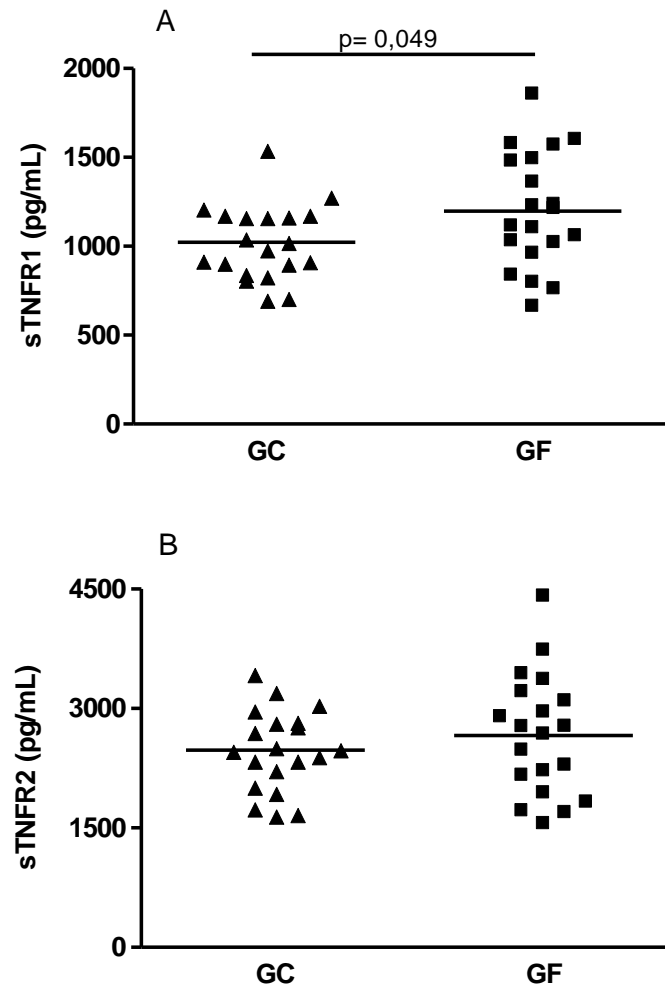 A
p= 0,049
2000
1500
1000
500
0
sTNFR1 (pg/mL)
GC GF
B
4500
3000
1500
0
sTNFR2 (pg/mL)
GC GF